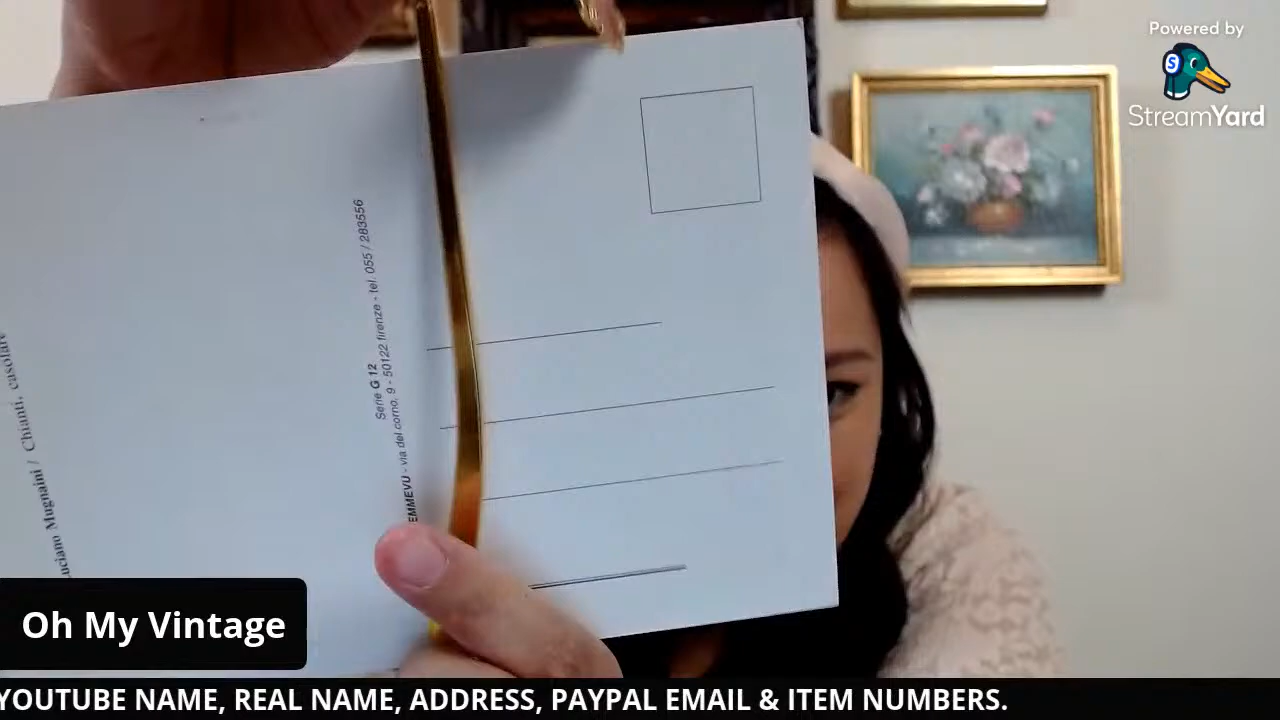 Powered by
S
StreamYard
Luciano Mugnaini / Chianti, casolare
Serie G 12
EMMEVU - via del corno, 9 - 50122 firenze - tel. 055 / 283556
Oh My Vintage
YOUTUBE NAME, REAL NAME, ADDRESS, PAYPAL EMAIL & ITEM NUMBERS.